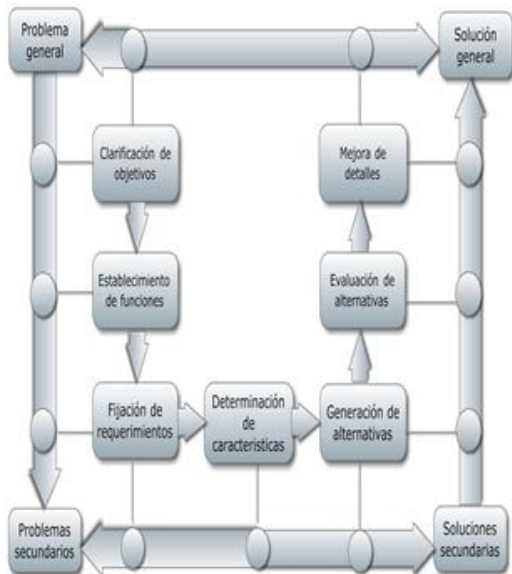 Problema
general
Solución
general
Clarificación de
objetivos
Mejora de
detalles
Establecimiento
de funciones
Evaluación de
alternativas
Fijación de
requerimientos
Determinación
de
características
Generación de
alternativas
Problemas
secundarios
Soluciones
secundarias